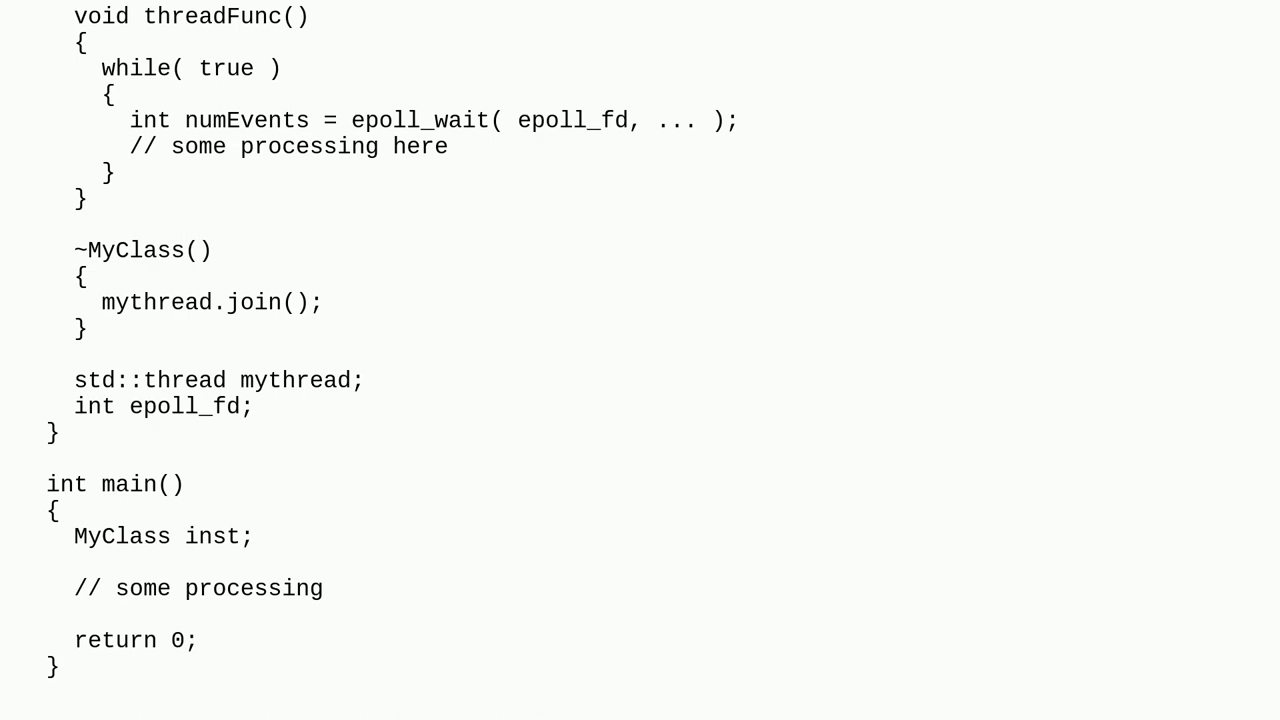 void threadFunc()
{
while( true )
{
int numEvents = epoll_wait( epoll_fd, ... );
// some processing here
}
}
~MyClass()
{
mythread.join();
}
std::thread mythread;
int epoll_fd;
}
int main()
{
MyClass inst;
// some processing
return 0;
}